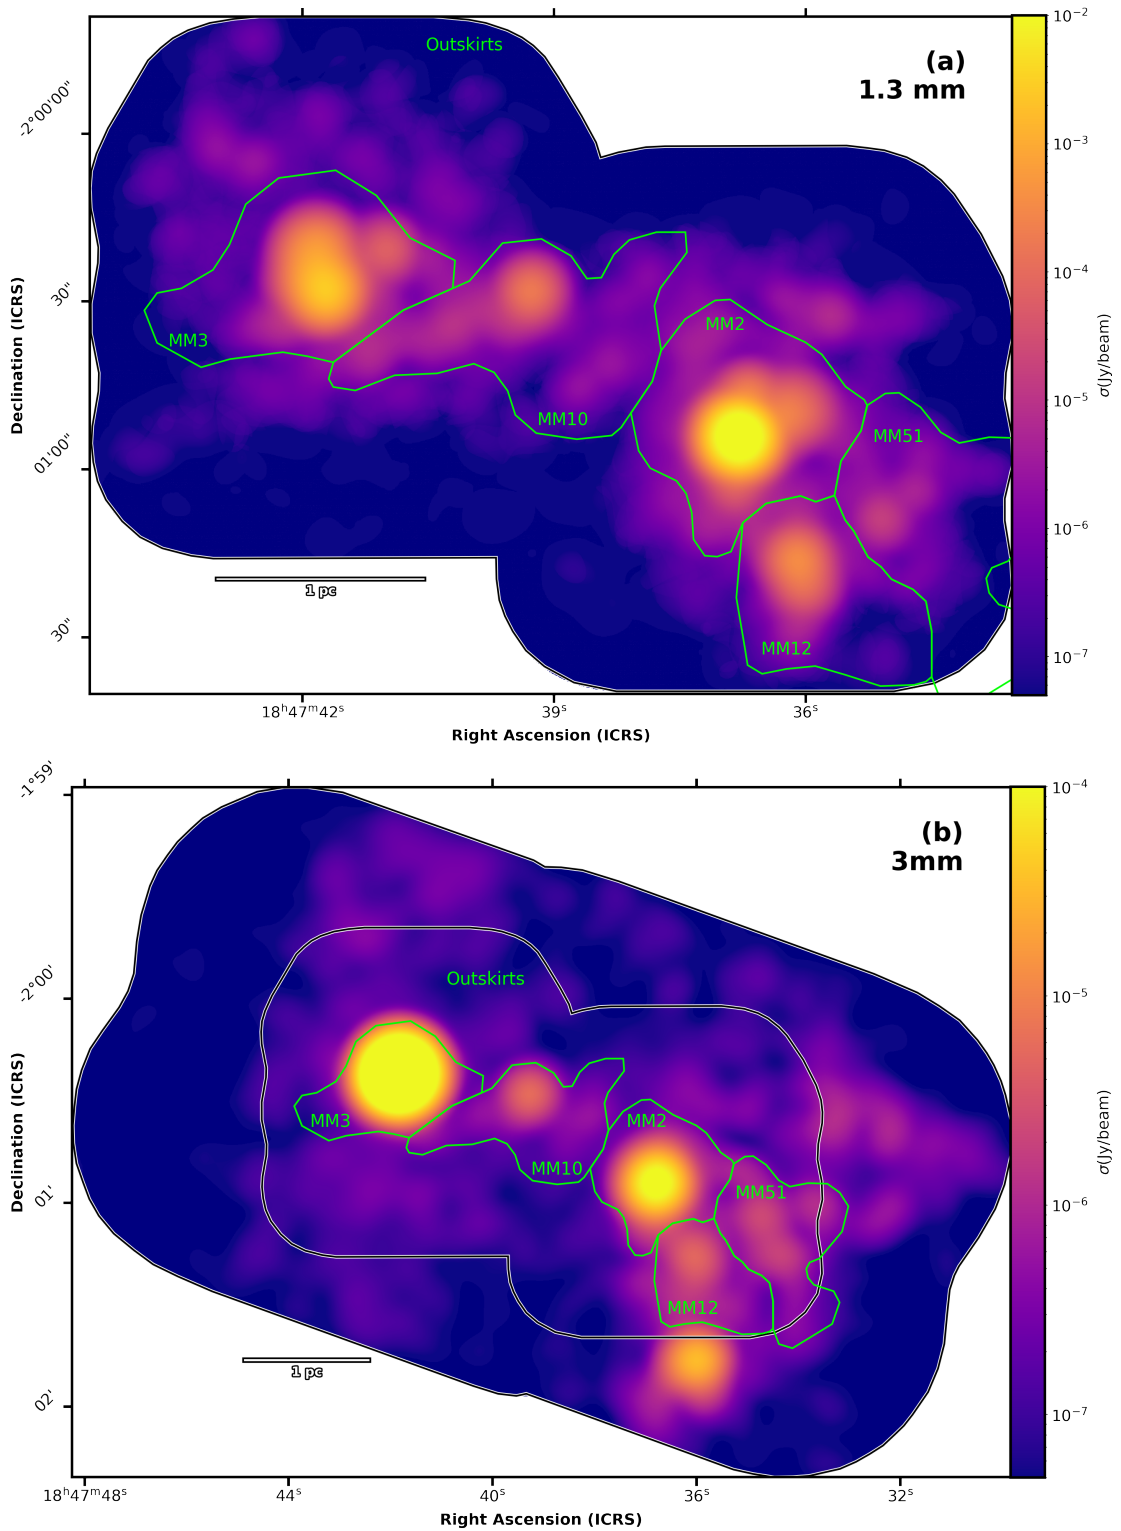 Outskirts
(a)
1.3 mm
10⁻²
-2°00'00"
10⁻³
Declination (ICRS)
30"
10⁻⁴
MM3
MM2
σ(Jy/beam)
10⁻⁵
MM10
MM51
01'00"
10⁻⁶
1 pc
30"
MM12
10⁻⁷
18ʰ47ᵐ42ˢ
39ˢ
36ˢ
Right Ascension (ICRS)
-1°59'
10⁻⁴
(b)
3mm
Outskirts
-2°00'
10⁻⁵
Declination (ICRS)
MM3
MM2
σ(Jy/beam)
MM10
MM51
01'
10⁻⁶
MM12
1 pc
02'
10⁻⁷
18ʰ47ᵐ48ˢ
44ˢ
40ˢ
36ˢ
32ˢ
Right Ascension (ICRS)